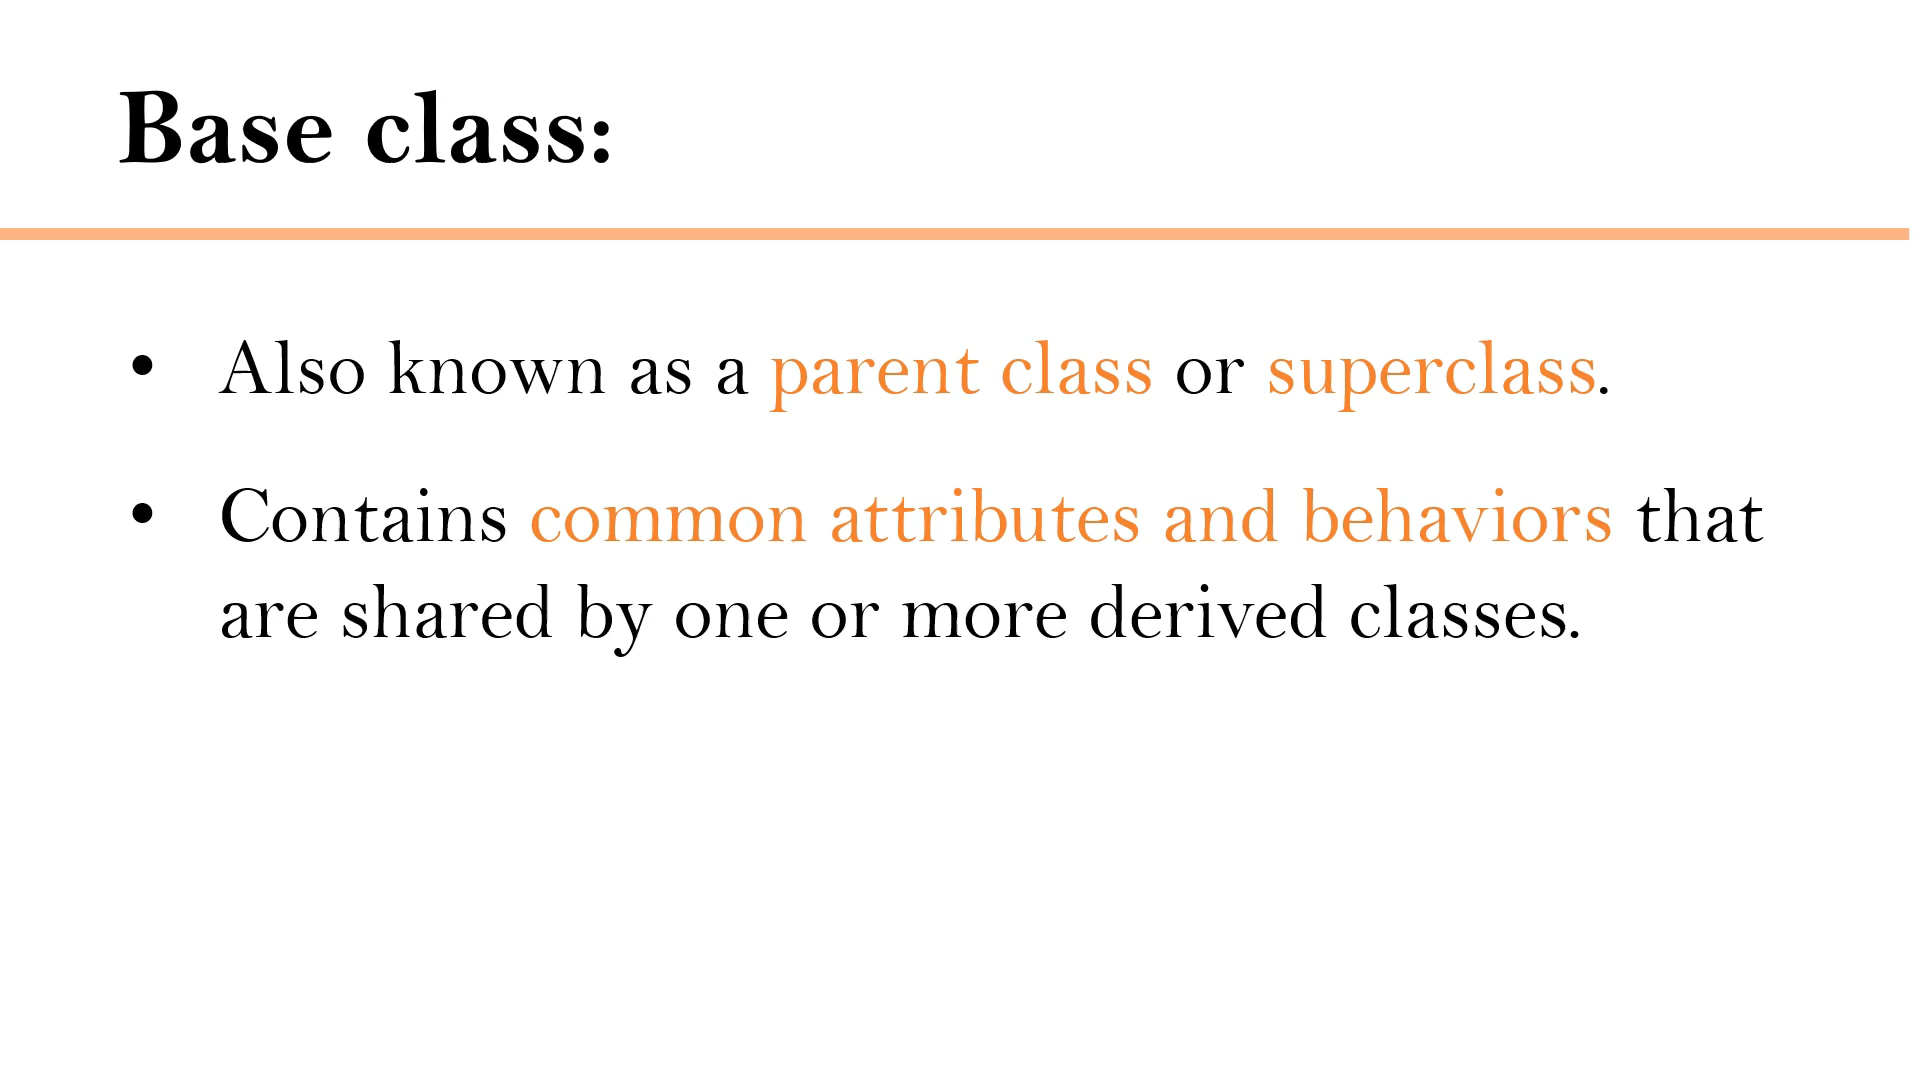 Base class:
• Also known as a parent class or superclass.
• Contains common attributes and behaviors that
are shared by one or more derived classes.